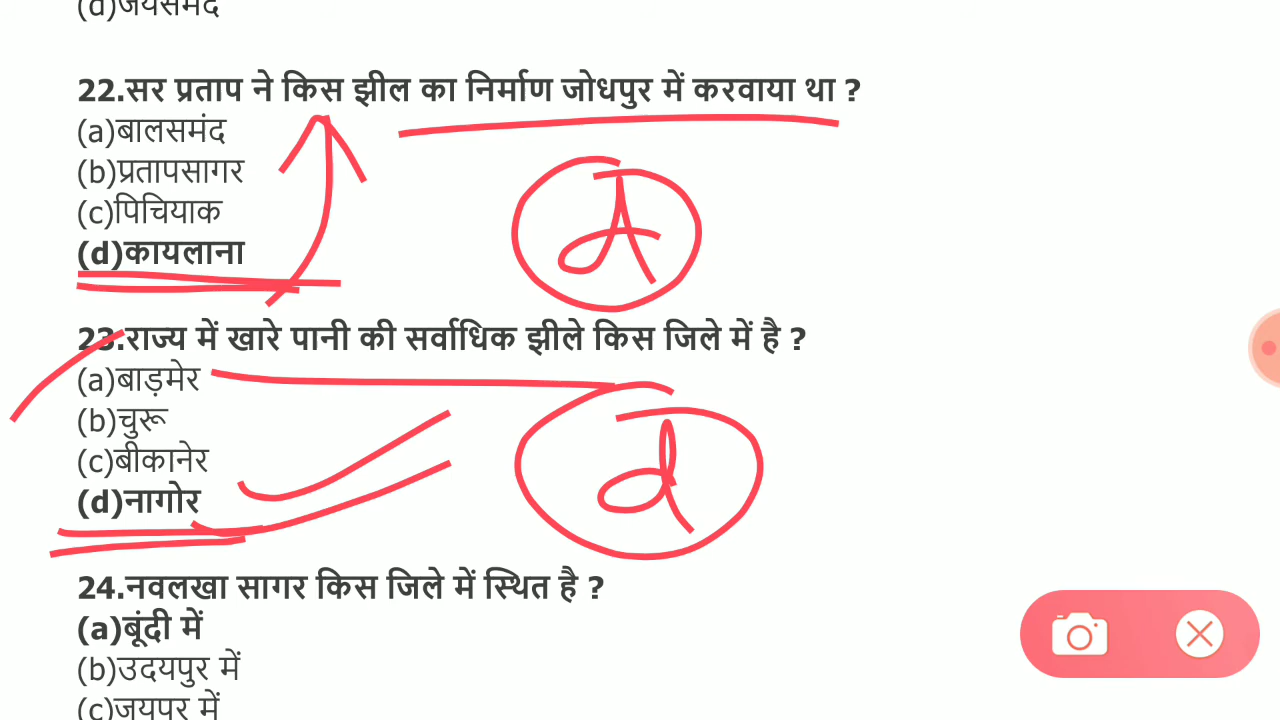 (d)जयसमंद
22.सर प्रताप ने किस झील का निर्माण जोधपुर में करवाया था ?
(a)बालसमंद
(b)प्रतापसागर
(c)पिचियाक
(d)कायलाना
d
23.राज्य में खारे पानी की सर्वाधिक झीले किस जिले में है ?
(a)बाड़मेर
(b)चुरू
(c)बीकानेर
(d)नागोर
d
24.नवलखा सागर किस जिले में स्थित है ?
(a)बूंदी में
(b)उदयपुर में
(c)जयपुर में